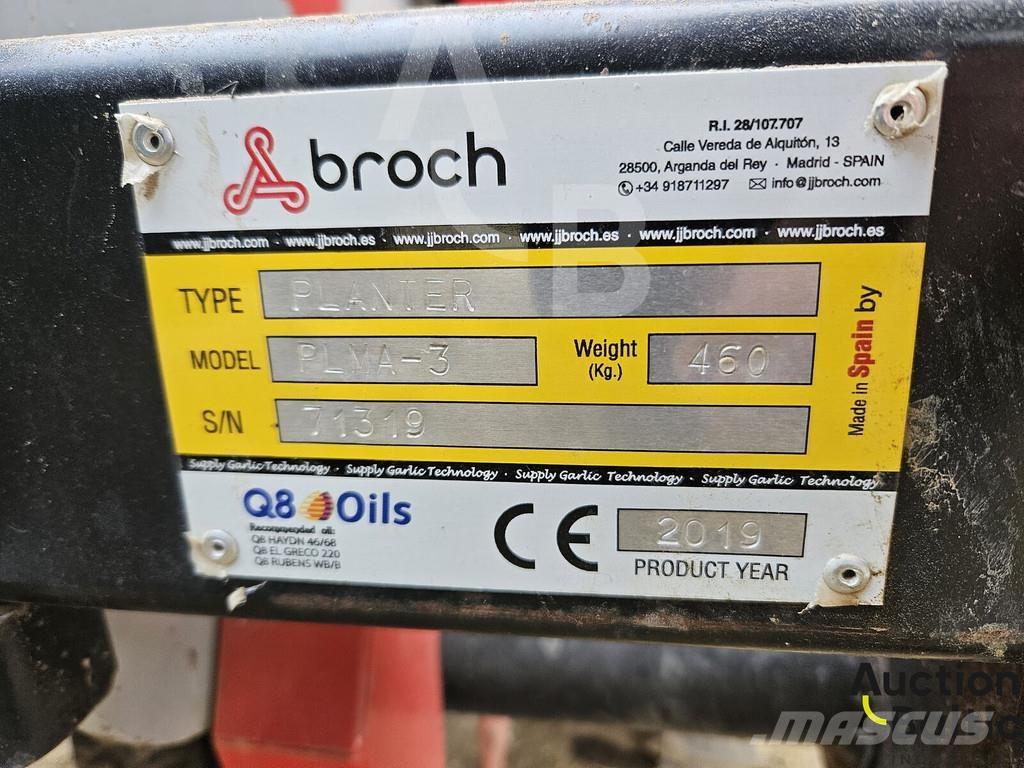 broch
R.I. 28/107.707
Calle Vereda de Alquitón, 13
28500, Arganda del Rey · Madrid - SPAIN
+34 918711297 info@jjbroch.com
www.jjbroch.com · www.jjbroch.es · www.jjbroch.com · www.jjbroch.es · www.jjbroch.com · www.jjbroch.es
TYPE PLANTER
MODEL PLMA-3 Weight (Kg.) 460
S/N 71319
Made in Spain by
Supply Garlic Technology · Supply Garlic Technology · Supply Garlic Technology · Supply Garlic Technology
Q8 Oils
Recommended oil:
Q8 HAYDN 46/68
Q8 EL GRECO 220
Q8 RUBENS WB/B
CE 2019
PRODUCT YEAR
A
B
Auction
MASCUS